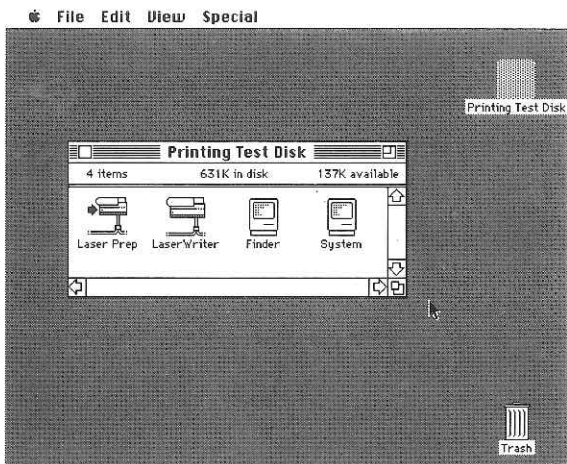 File Edit View Special
Printing Test Disk
Printing Test Disk
4 items 631K in disk 137K available
Laser Prep LaserWriter Finder System
Trash